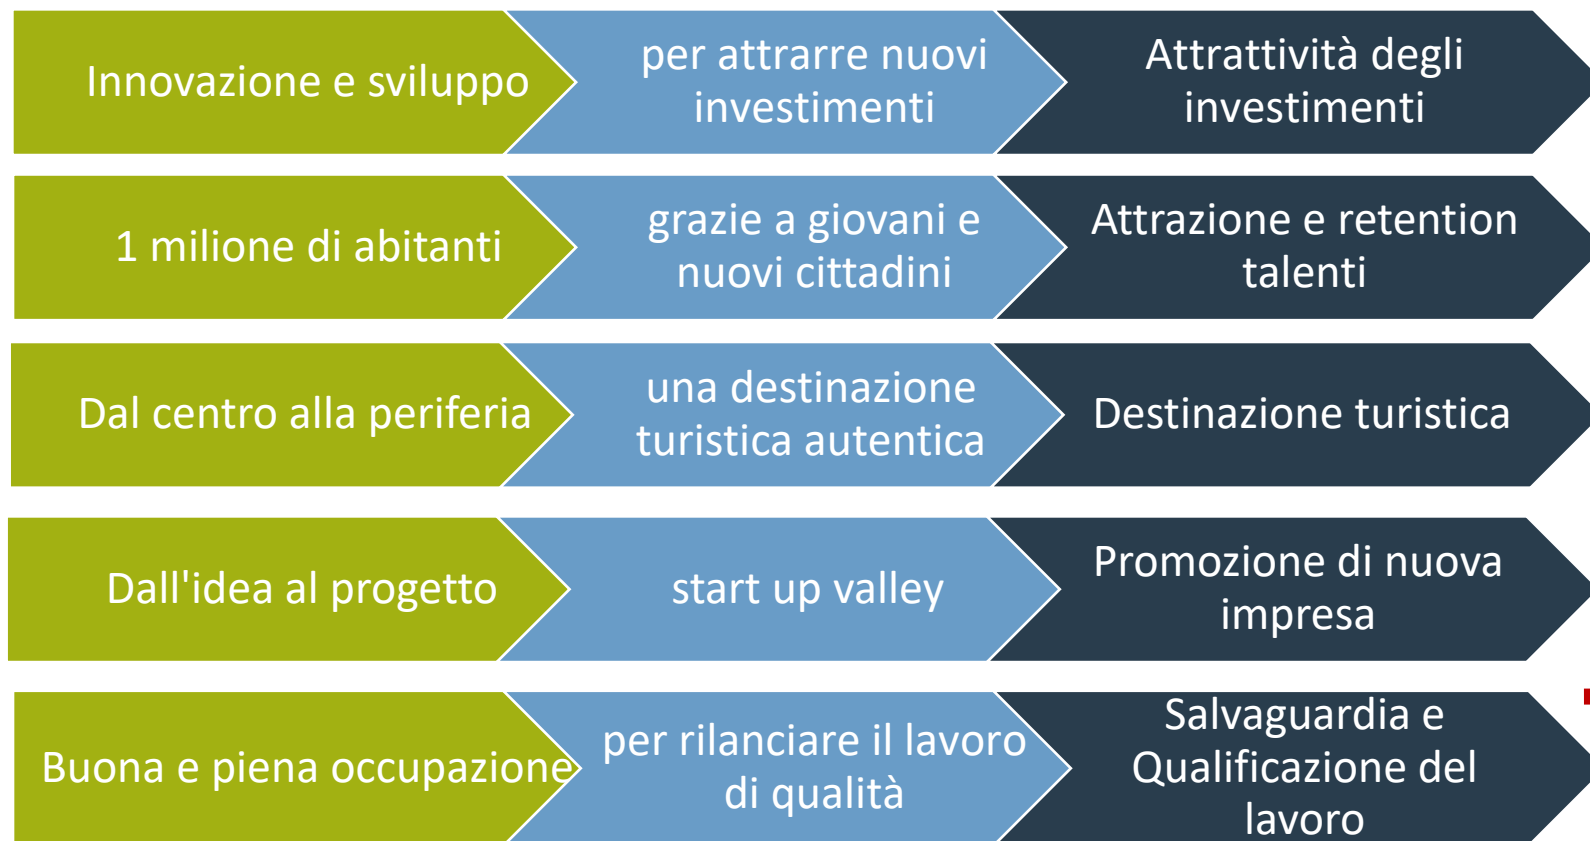 Innovazione e sviluppo
per attrarre nuovi
investimenti
Attrattività degli
investimenti
1 milione di abitanti
grazie a giovani e
nuovi cittadini
Attrazione e retention
talenti
Dal centro alla periferia
una destinazione
turistica autentica
Destinazione turistica
Dall'idea al progetto
start up valley
Promozione di nuova
impresa
Buona e piena occupazione
per rilanciare il lavoro
di qualità
Salvaguardia e
Qualificazione del
lavoro